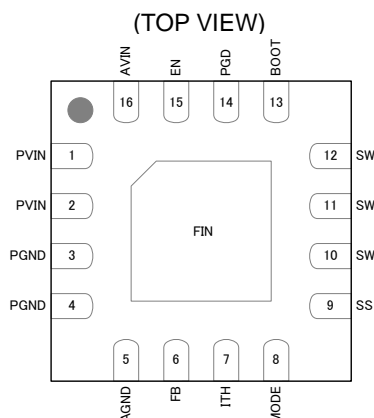 (TOP VIEW)
AVIN EN PGD BOOT
16 15 14 13
PVIN 1 12 SW
PVIN 2 11 SW
FIN
PGND 3 10 SW
PGND 4 9 SS
5 6 7 8
AGND FB ITH MODE